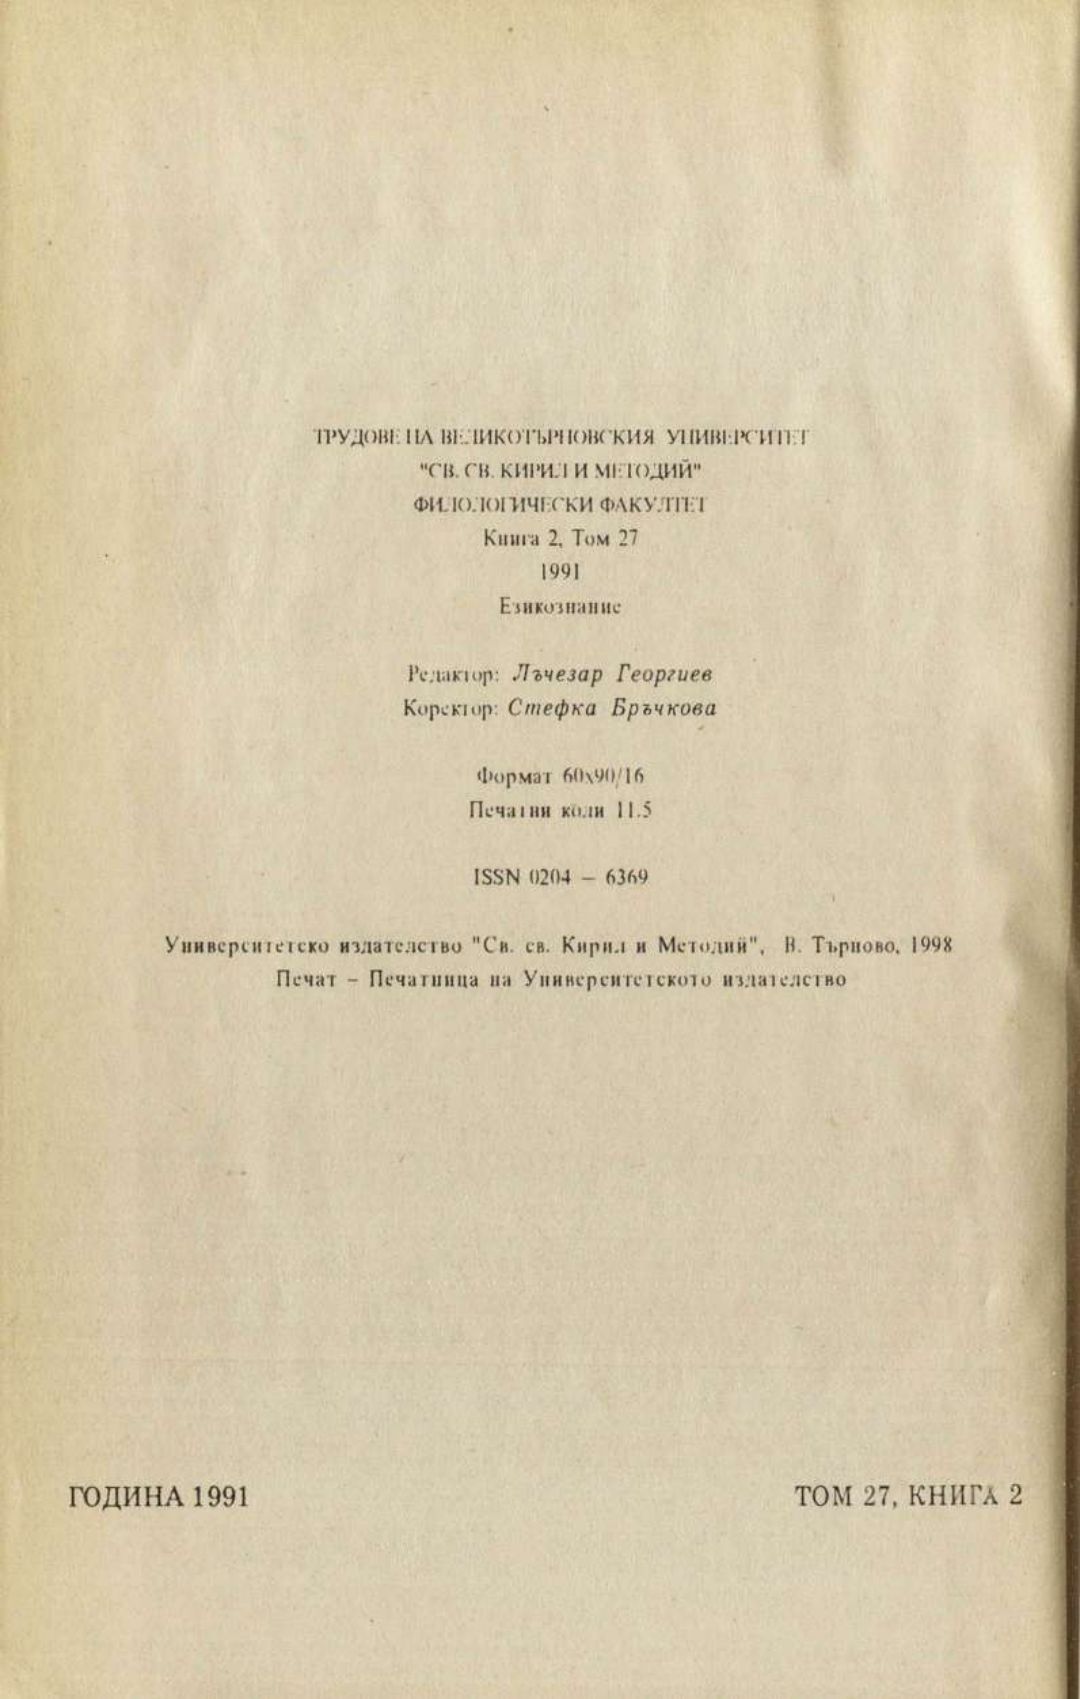 ТРУДОВЕ НА ВЕЛИКОТЪРНОВСКИЯ УНИВЕРСИТЕТ
"СВ. СВ. КИРИЛ И МЕТОДИЙ"
ФИЛОЛОГИЧЕСКИ ФАКУЛТЕТ
Книга 2, Том 27
1991
Езикознание
Редактор: Лъчезар Георгиев
Коректор: Стефка Бръчкова
Формат 60x90/16
Печатни коли 11.5
ISSN 0204 – 6369
Университетско издателство "Св. св. Кирил и Методий", В. Търново, 1998
Печат – Печатница на Университетското издателство
ГОДИНА 1991
ТОМ 27, КНИГА 2